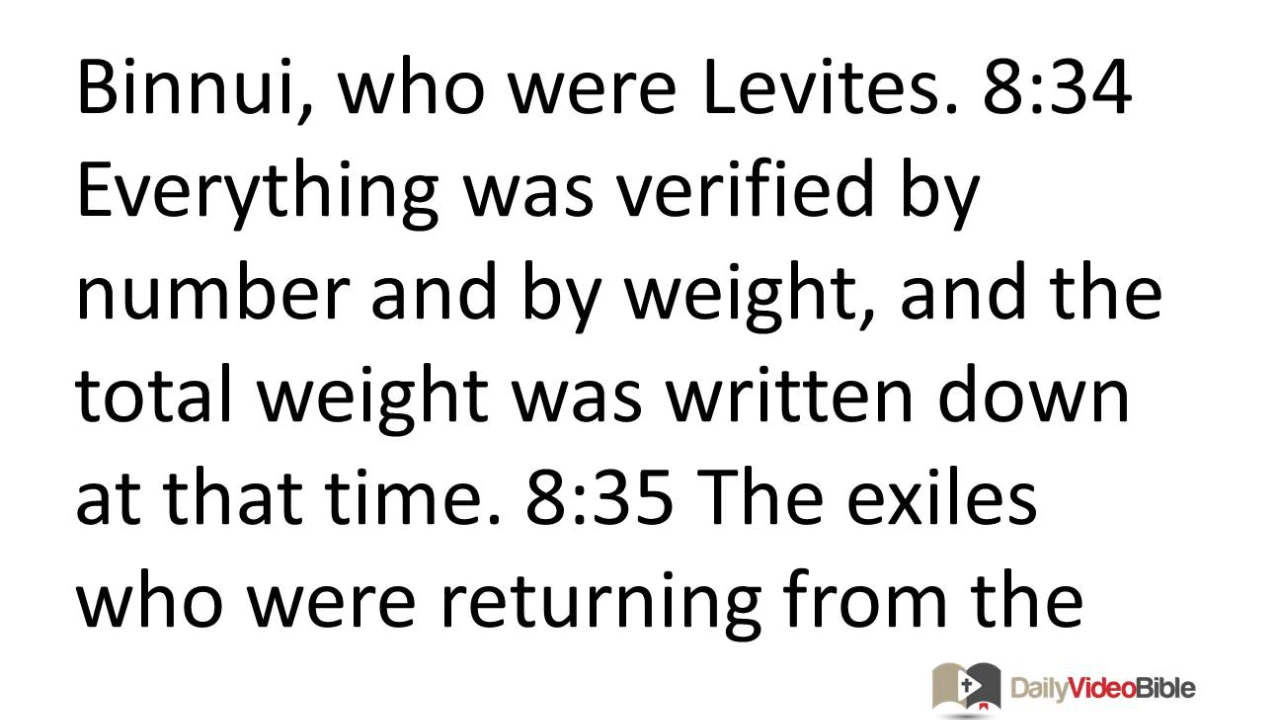 Binnui, who were Levites. 8:34
Everything was verified by
number and by weight, and the
total weight was written down
at that time. 8:35 The exiles
who were returning from the
DailyVideoBible